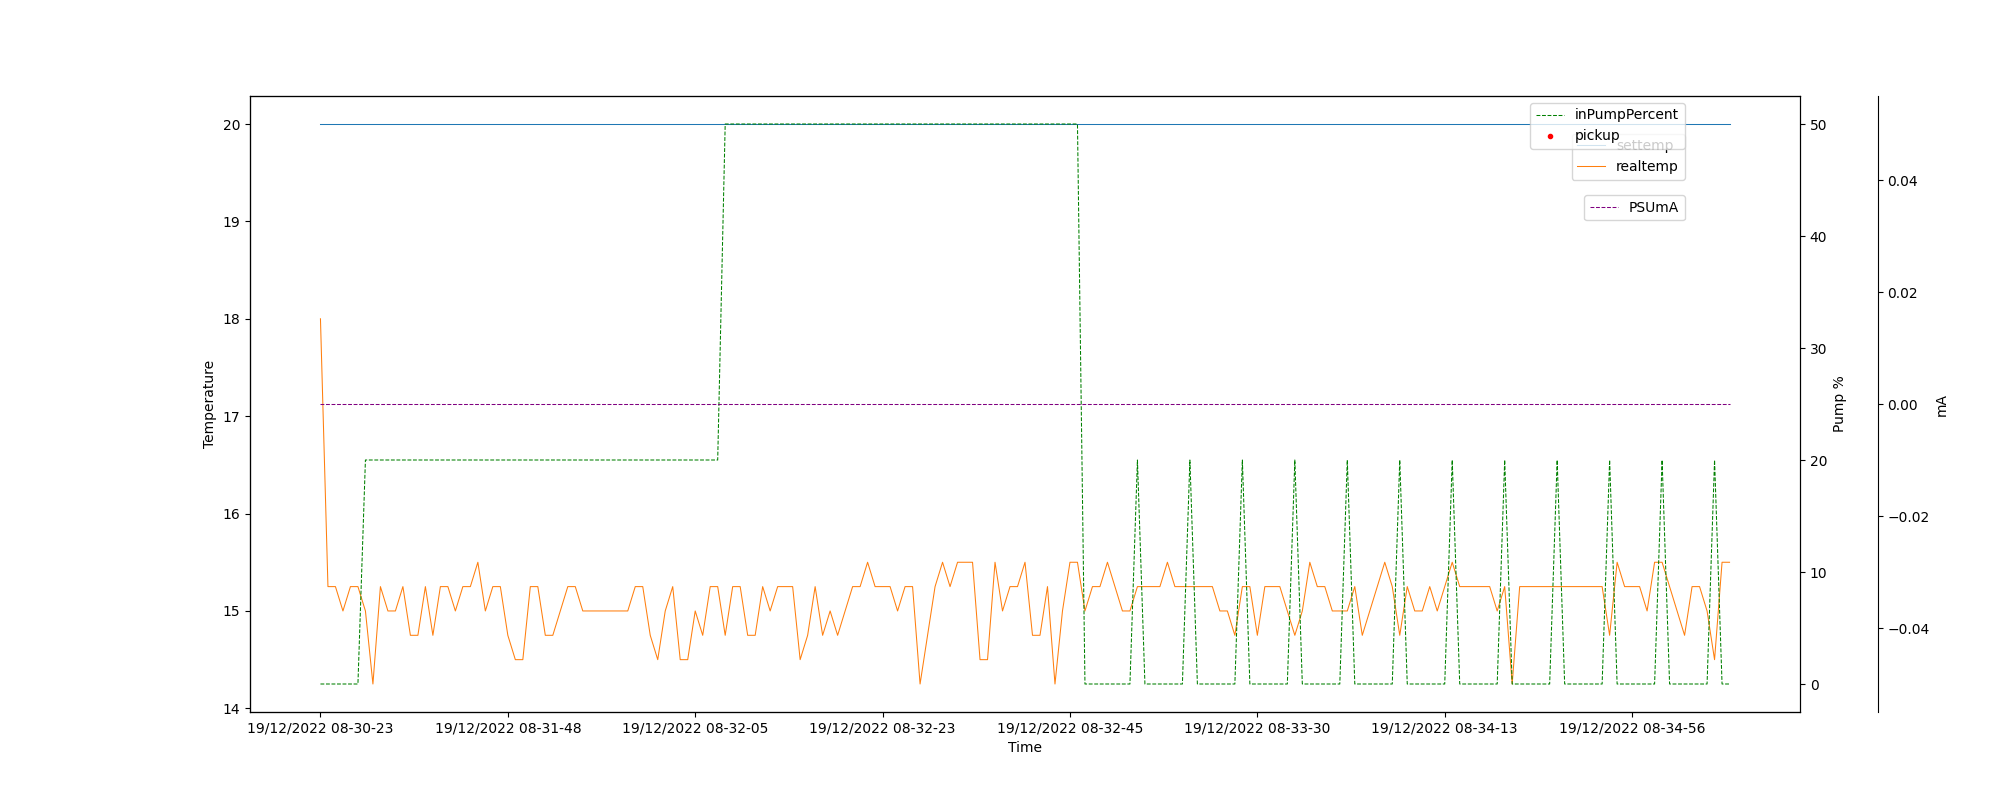 inPumpPercent
pickup
settemp
realtemp
PSUmA
20
19
18
17
16
15
14
Temperature
50
40
30
20
10
0
Pump %
0.04
0.02
0.00
−0.02
−0.04
mA
19/12/2022 08-30-23
19/12/2022 08-31-48
19/12/2022 08-32-05
19/12/2022 08-32-23
19/12/2022 08-32-45
19/12/2022 08-33-30
19/12/2022 08-34-13
19/12/2022 08-34-56
Time